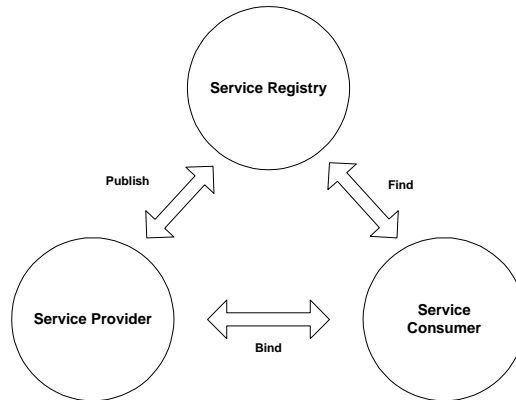 Service Registry
Publish
Find
Service Provider
Service
Consumer
Bind